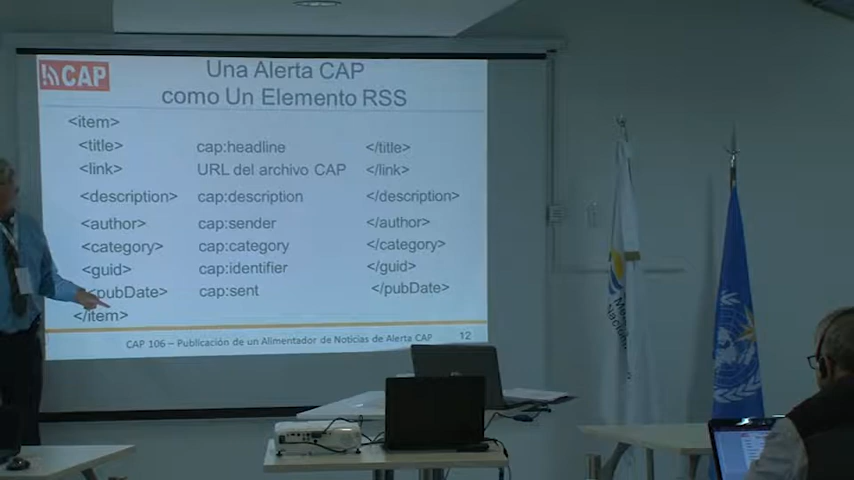 CAP
Una Alerta CAP
como Un Elemento RSS
<item>
<title> cap:headline </title>
<link> URL del archivo CAP </link>
<description> cap:description </description>
<author> cap:sender </author>
<category> cap:category </category>
<guid> cap:identifier </guid>
<pubDate> cap:sent </pubDate>
</item>
CAP 106 – Publicación de un Alimentador de Noticias de Alerta CAP 12